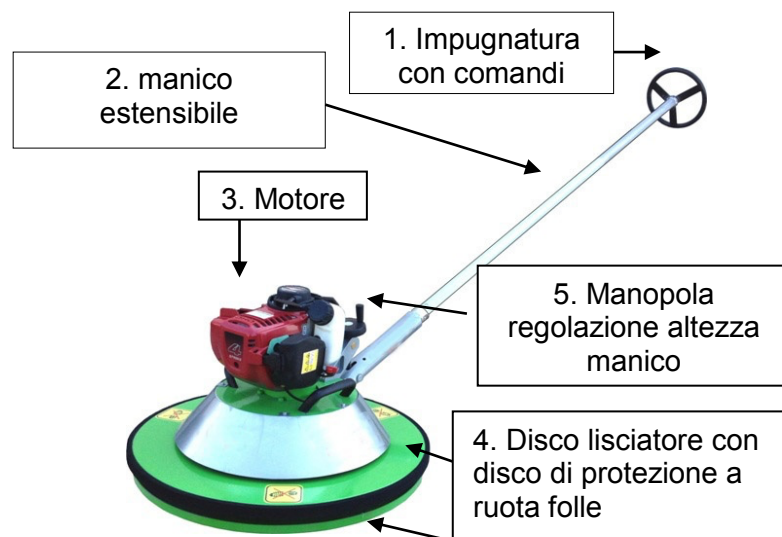 1. Impugnatura
con comandi
2. manico
estensibile
3. Motore
5. Manopola
regolazione altezza
manico
4. Disco lisciatore con
disco di protezione a
ruota folle